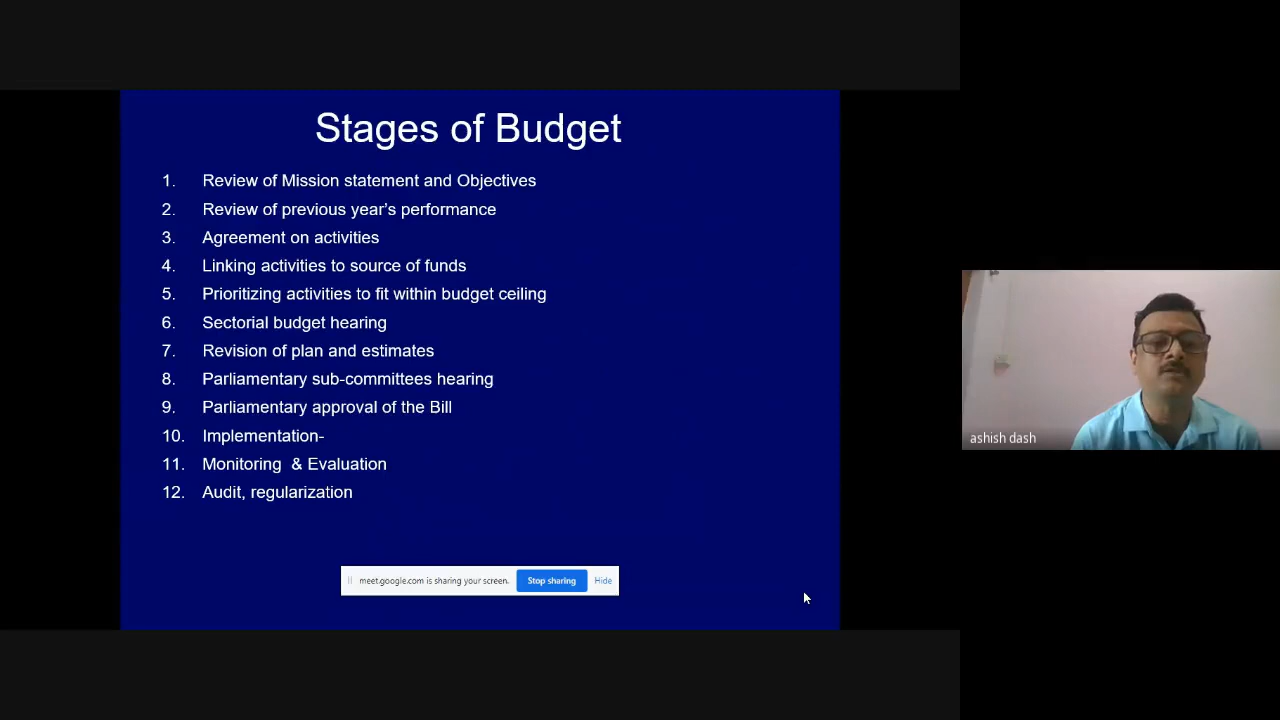 Stages of Budget
1. Review of Mission statement and Objectives
2. Review of previous year's performance
3. Agreement on activities
4. Linking activities to source of funds
5. Prioritizing activities to fit within budget ceiling
6. Sectorial budget hearing
7. Revision of plan and estimates
8. Parliamentary sub-committees hearing
9. Parliamentary approval of the Bill
10. Implementation-
11. Monitoring & Evaluation
12. Audit, regularization
meet.google.com is sharing your screen. Stop sharing Hide
ashish dash